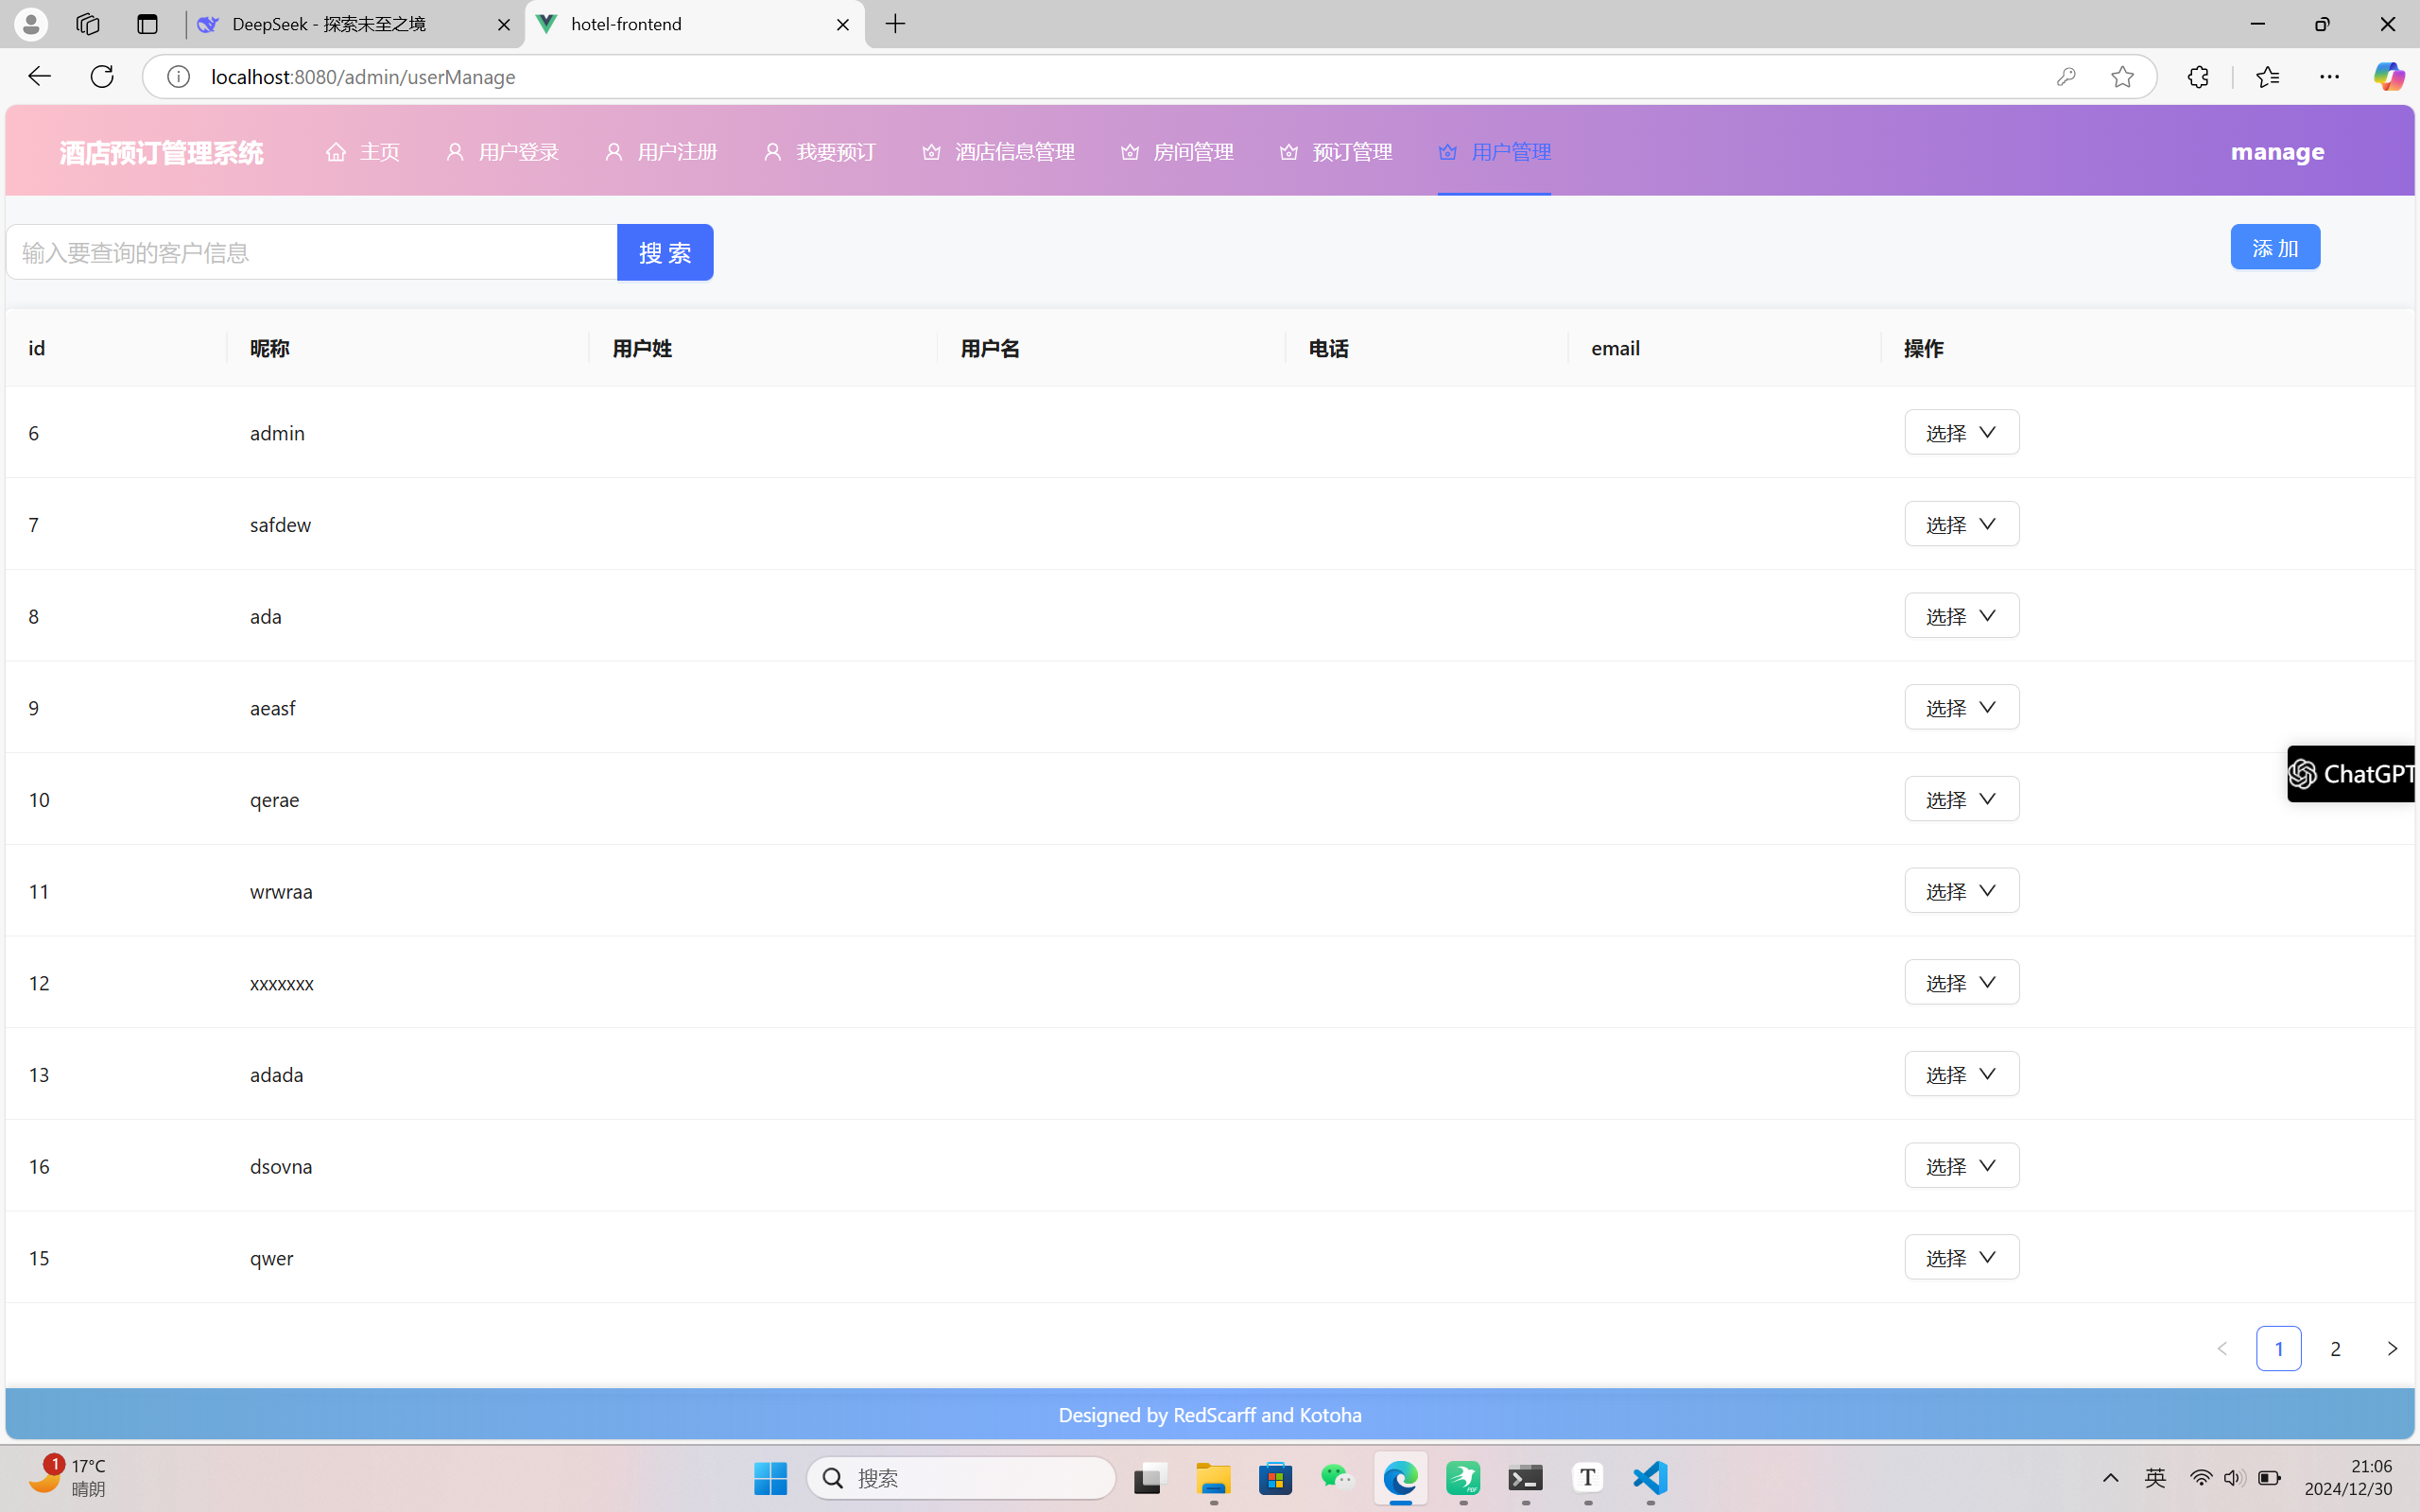 DeepSeek - 探索未至之境
hotel-frontend
localhost:8080/admin/userManage
酒店预订管理系统 主页 用户登录 用户注册 我要预订 酒店信息管理 房间管理 预订管理 用户管理 manage
输入要查询的客户信息 搜 索 添 加
id 昵称 用户姓 用户名 电话 email 操作
6 admin 选择
7 safdew 选择
8 ada 选择
9 aeasf 选择
ChatGPT
10 qerae 选择
11 wrwraa 选择
12 xxxxxxx 选择
13 adada 选择
16 dsovna 选择
15 qwer 选择
1 2
Designed by RedScarff and Kotoha
1 17°C
晴朗
搜索
英
21:06
2024/12/30